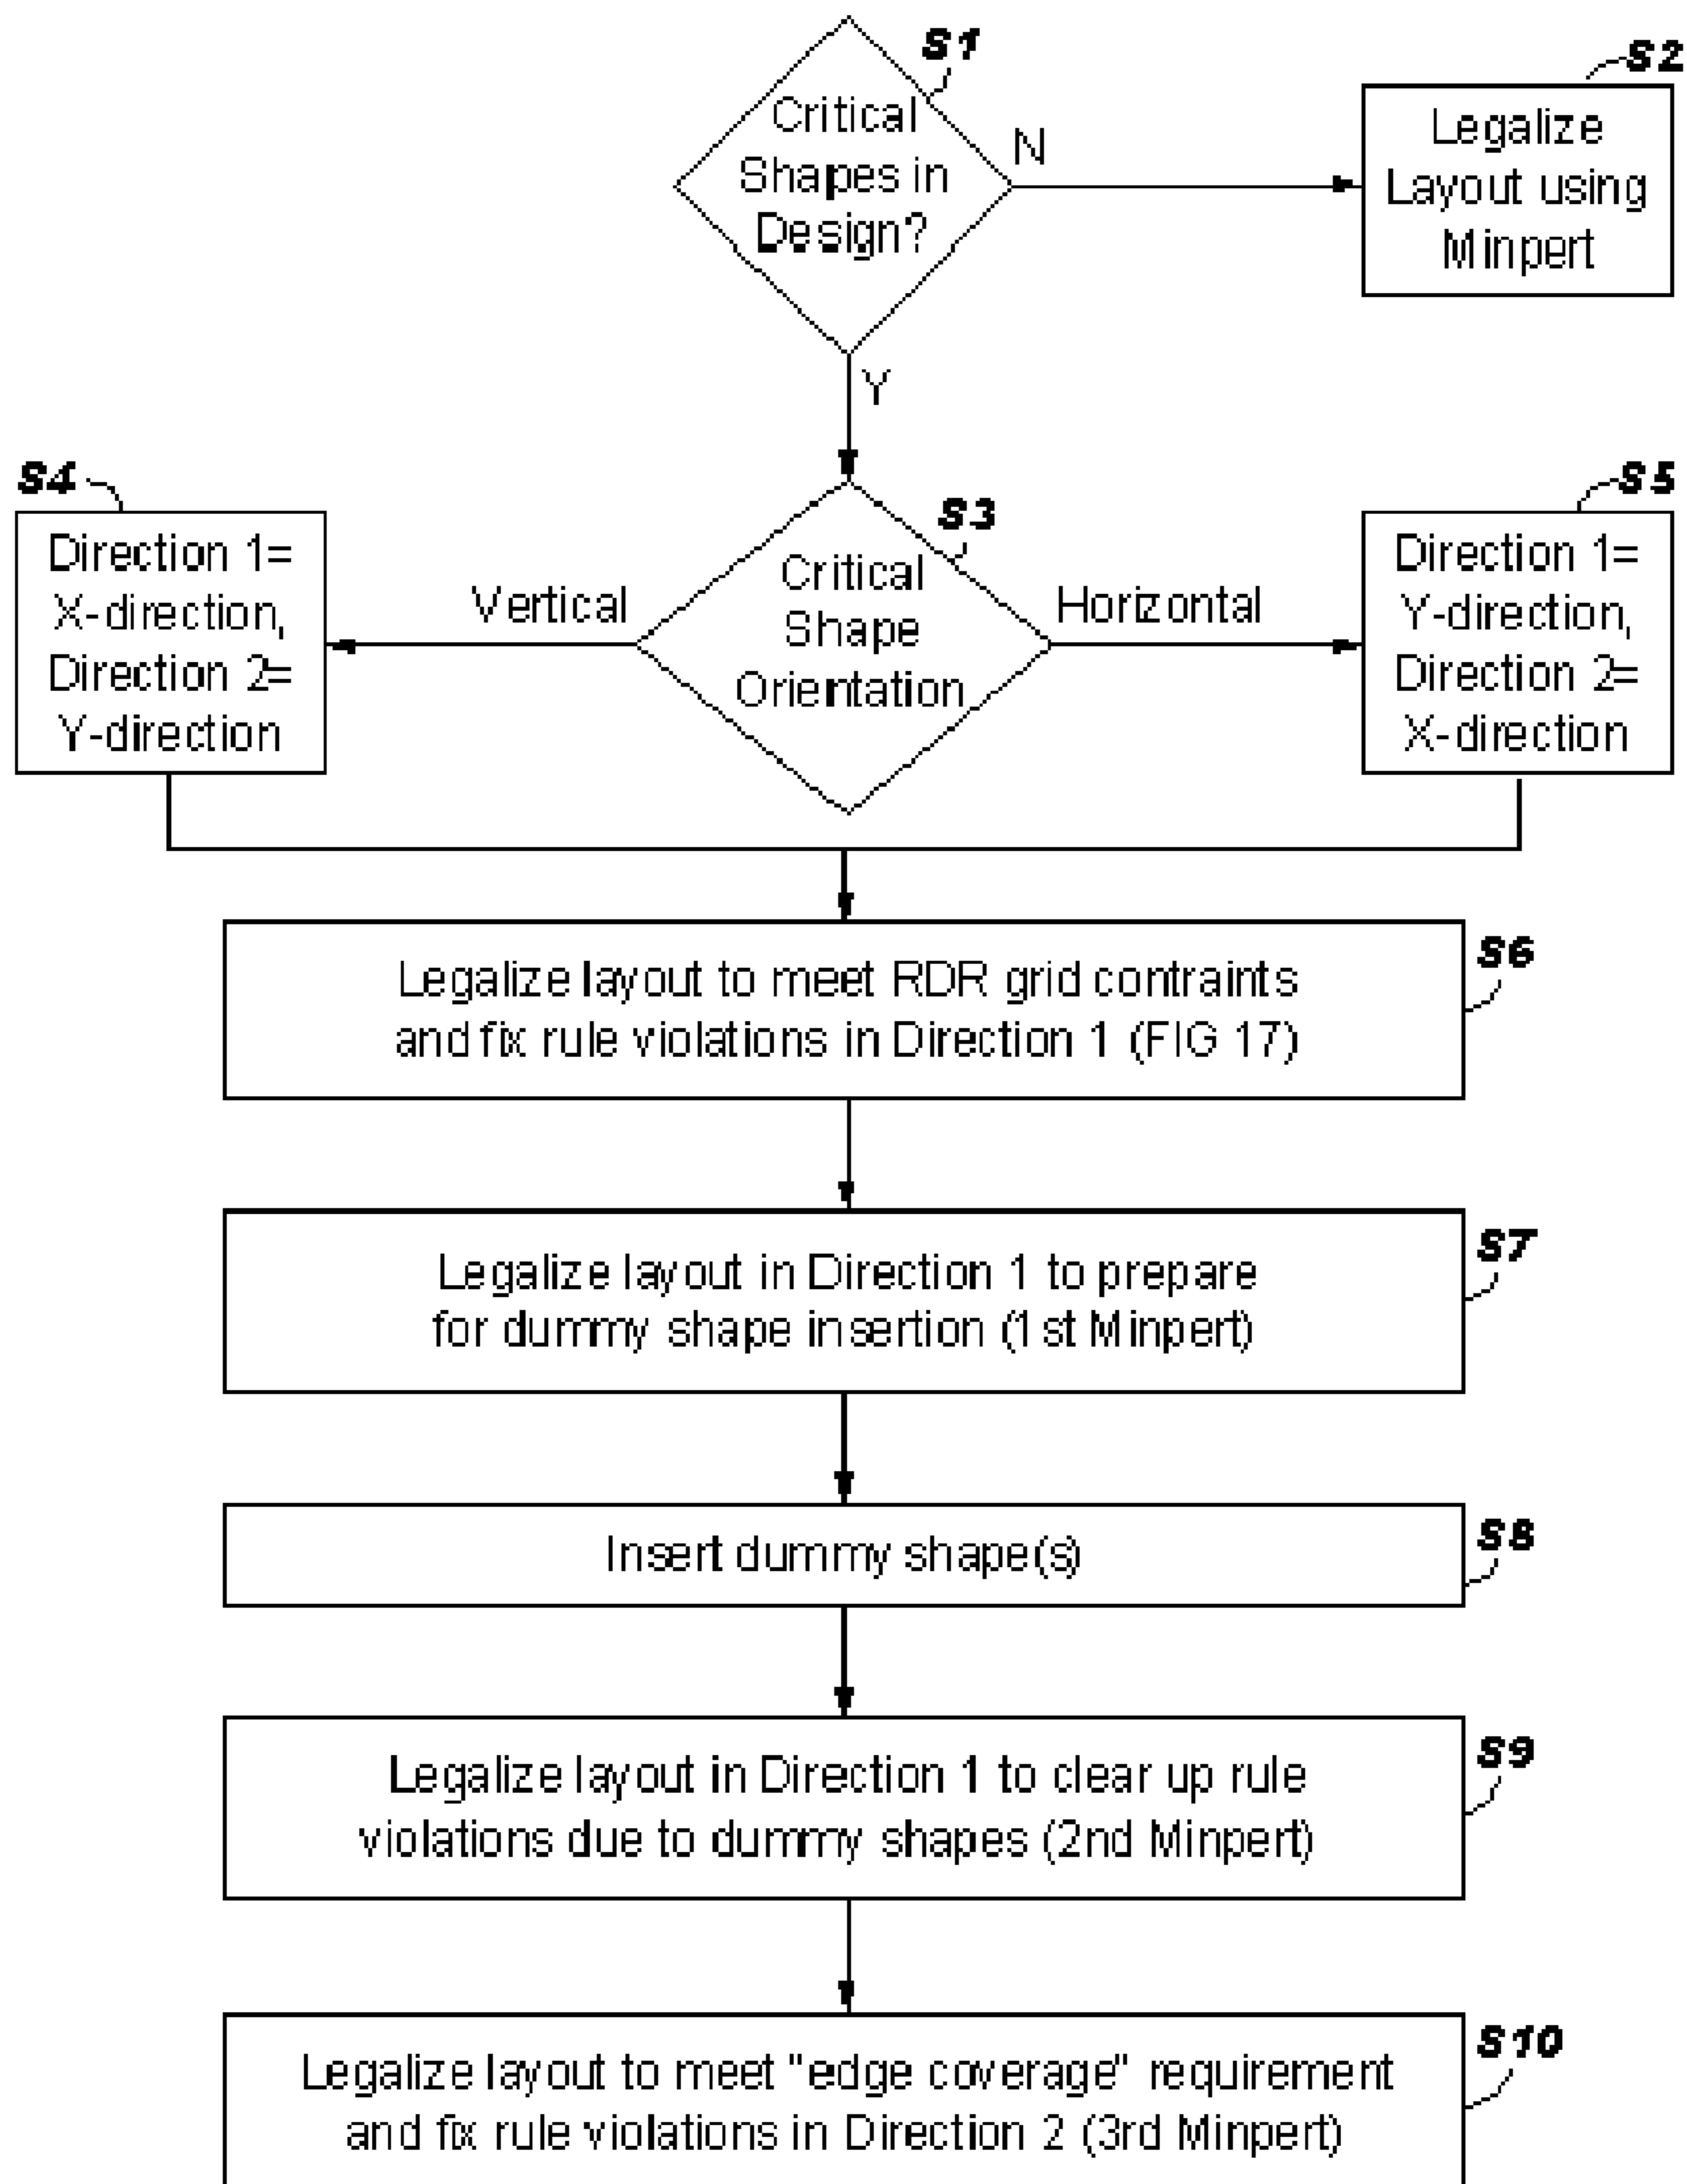 S1
Critical
Shapes in
Design?
N
S2
Legalize
Layout using
Minpert
Y
S4
Direction 1=
X-direction,
Direction 2=
Y-direction
Vertical
S3
Critical
Shape
Orientation
Horizontal
S5
Direction 1=
Y-direction,
Direction 2=
X-direction
S6
Legalize layout to meet RDR grid contraints
and fix rule violations in Direction 1 (FIG 17)
S7
Legalize layout in Direction 1 to prepare
for dummy shape insertion (1st Minpert)
S8
Insert dummy shape(s)
S9
Legalize layout in Direction 1 to clear up rule
violations due to dummy shapes (2nd Minpert)
S10
Legalize layout to meet "edge coverage" requirement
and fix rule violations in Direction 2 (3rd Minpert)